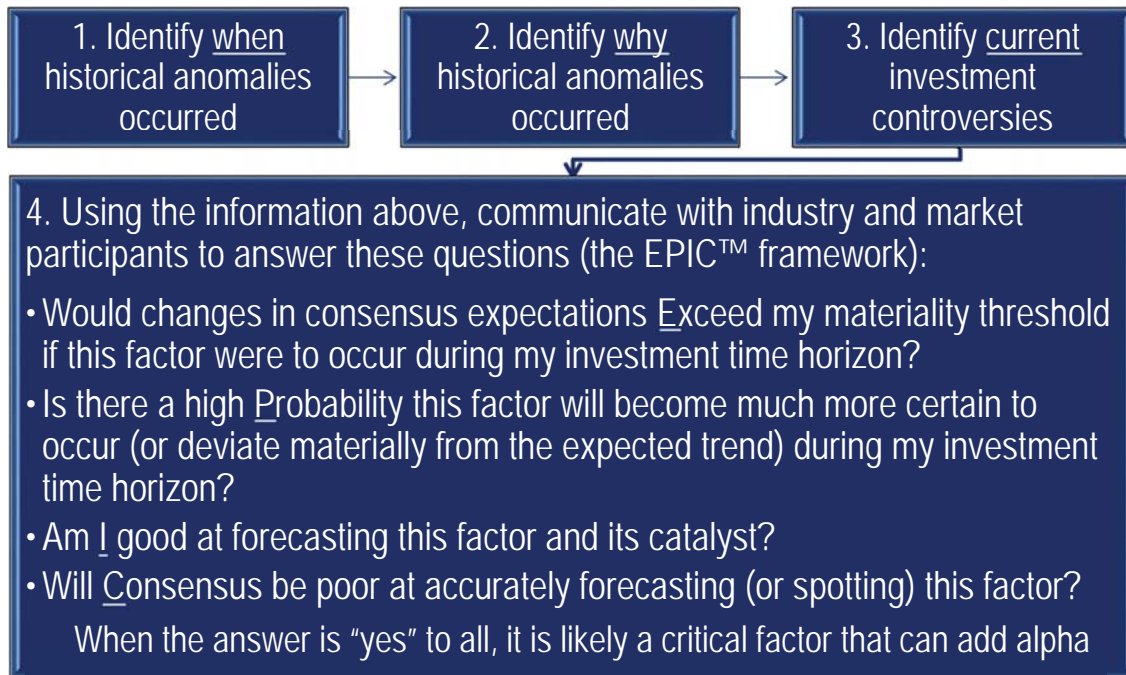 1. Identify when
historical anomalies
occurred
2. Identify why
historical anomalies
occurred
3. Identify current
investment
controversies
4. Using the information above, communicate with industry and market
participants to answer these questions (the EPIC™ framework):
• Would changes in consensus expectations Exceed my materiality threshold
if this factor were to occur during my investment time horizon?
• Is there a high Probability this factor will become much more certain to
occur (or deviate materially from the expected trend) during my investment
time horizon?
• Am I good at forecasting this factor and its catalyst?
• Will Consensus be poor at accurately forecasting (or spotting) this factor?
When the answer is “yes” to all, it is likely a critical factor that can add alpha